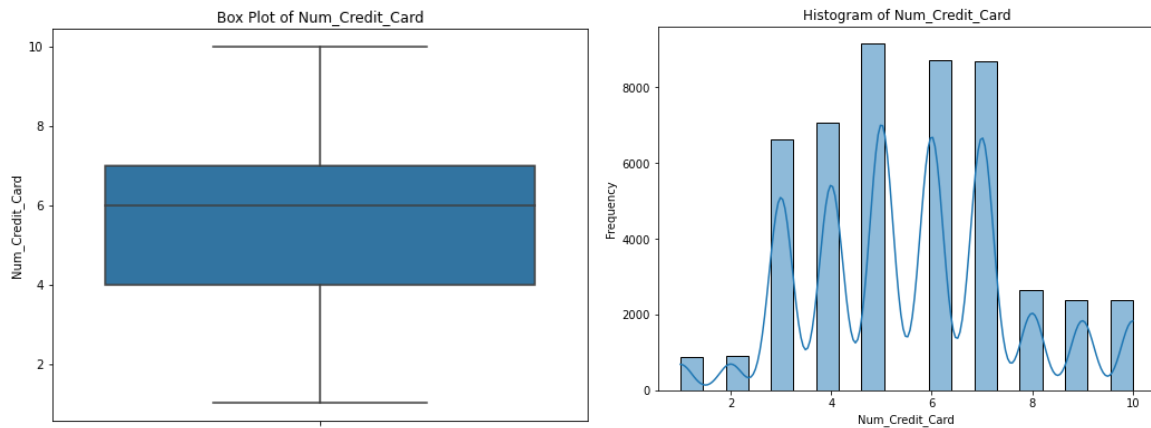 Box Plot of Num_Credit_Card
10
8
6
4
2
Num_Credit_Card
Histogram of Num_Credit_Card
8000
6000
4000
2000
0
Frequency
2 4 6 8 10
Num_Credit_Card